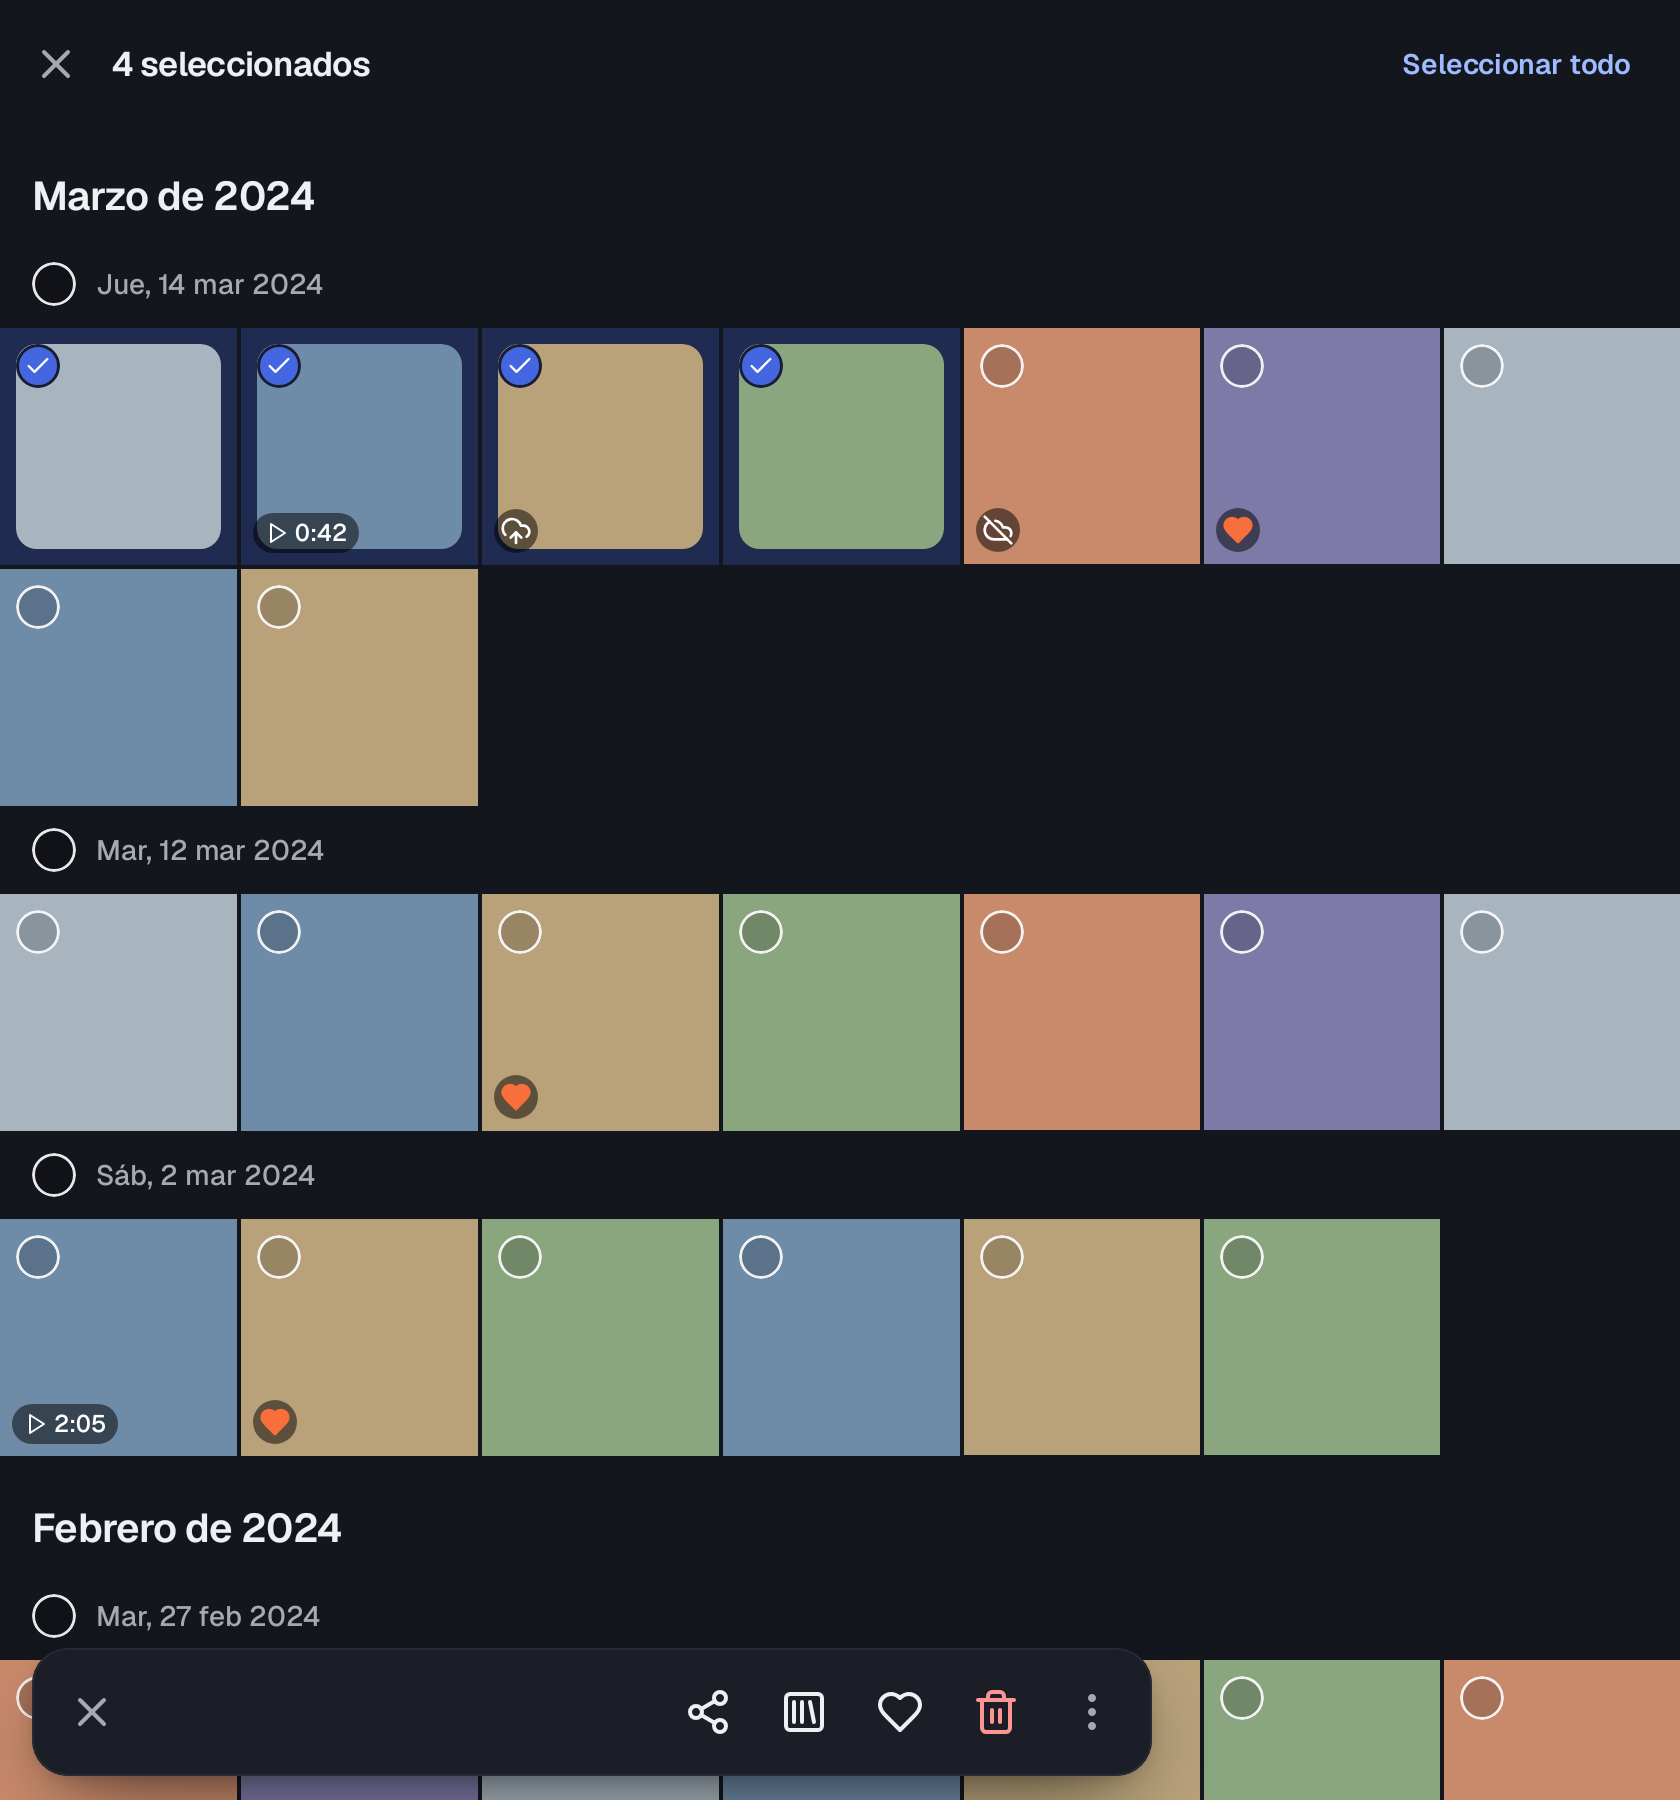 4 seleccionados
Seleccionar todo
Marzo de 2024
Jue, 14 mar 2024
0:42
Mar, 12 mar 2024
Sáb, 2 mar 2024
2:05
Febrero de 2024
Mar, 27 feb 2024